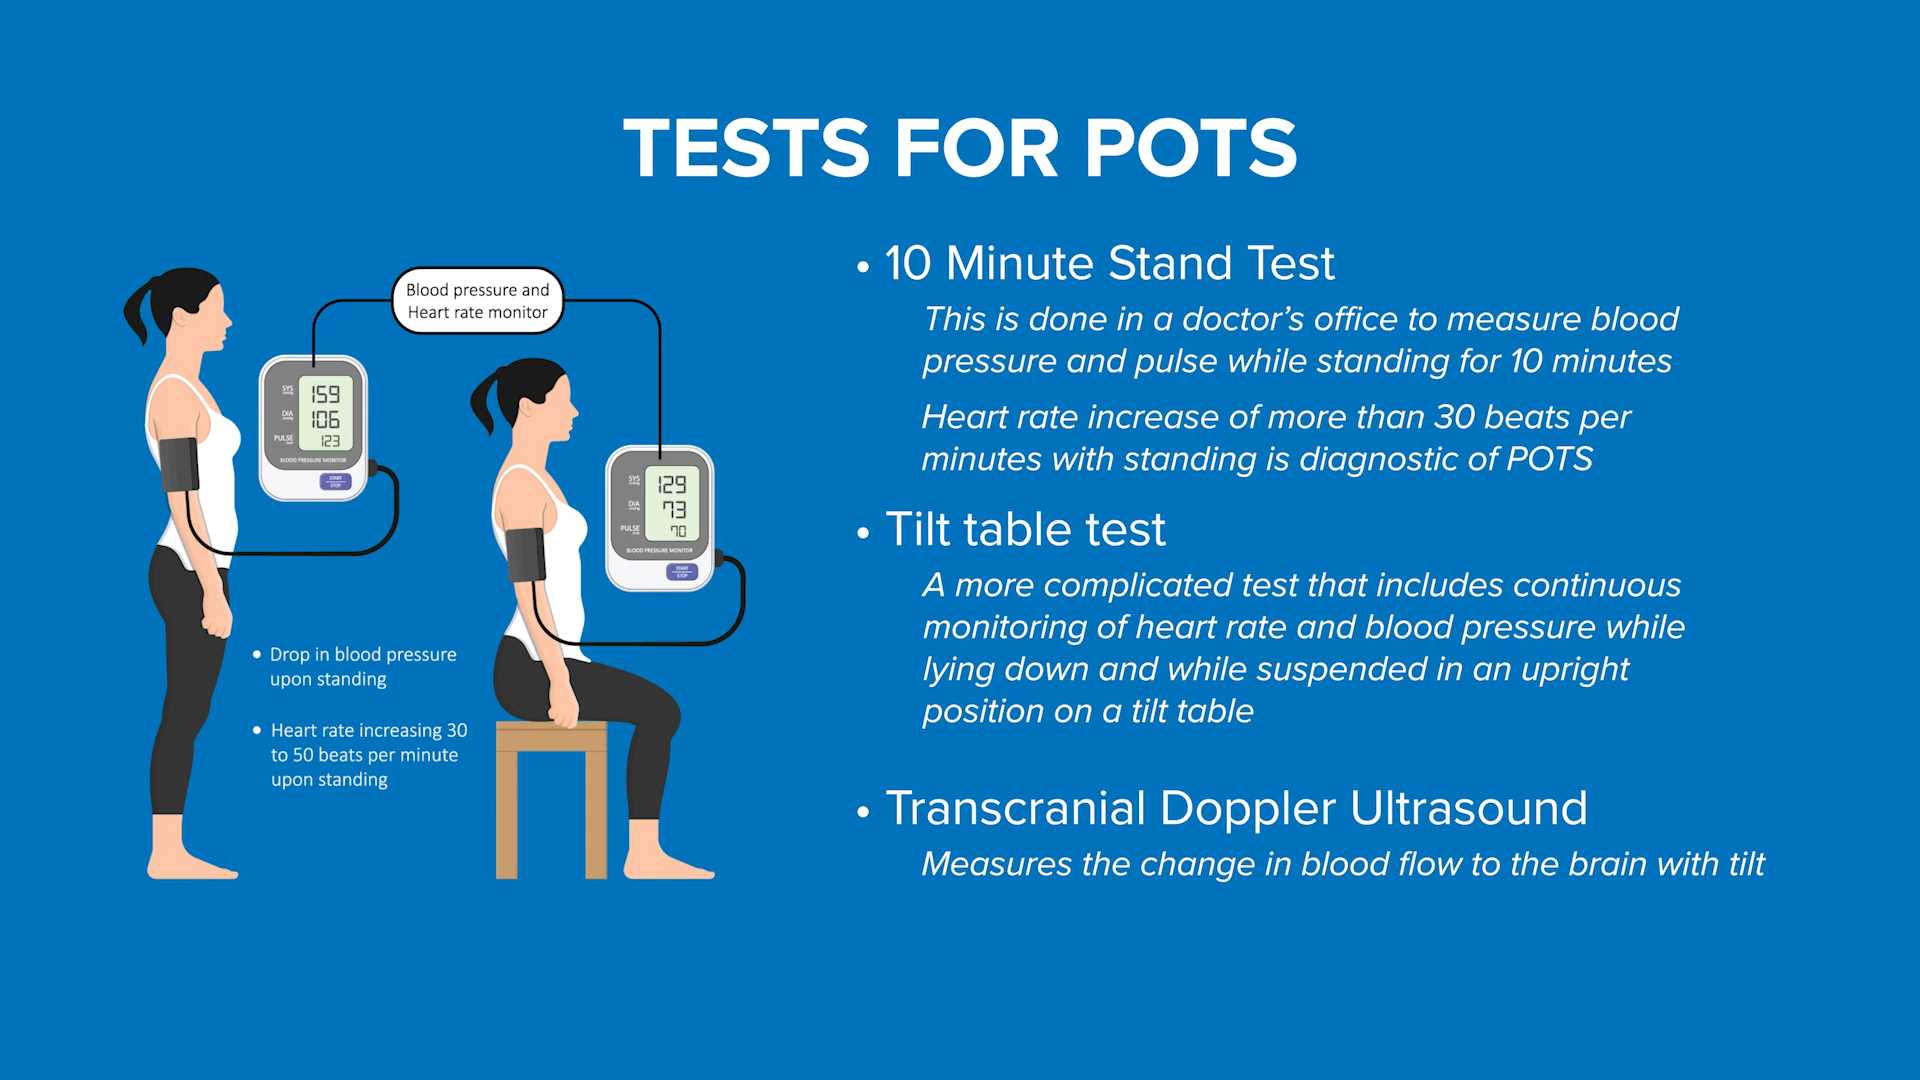 TESTS FOR POTS
Blood pressure and
Heart rate monitor
SYS
159
DIA
106
PULSE
123
BLOOD PRESSURE MONITOR
START
STOP
SYS
129
DIA
73
PULSE
70
BLOOD PRESSURE MONITOR
START
STOP
• Drop in blood pressure
upon standing
• Heart rate increasing 30
to 50 beats per minute
upon standing
• 10 Minute Stand Test
This is done in a doctor’s office to measure blood
pressure and pulse while standing for 10 minutes
Heart rate increase of more than 30 beats per
minutes with standing is diagnostic of POTS
• Tilt table test
A more complicated test that includes continuous
monitoring of heart rate and blood pressure while
lying down and while suspended in an upright
position on a tilt table
• Transcranial Doppler Ultrasound
Measures the change in blood flow to the brain with tilt